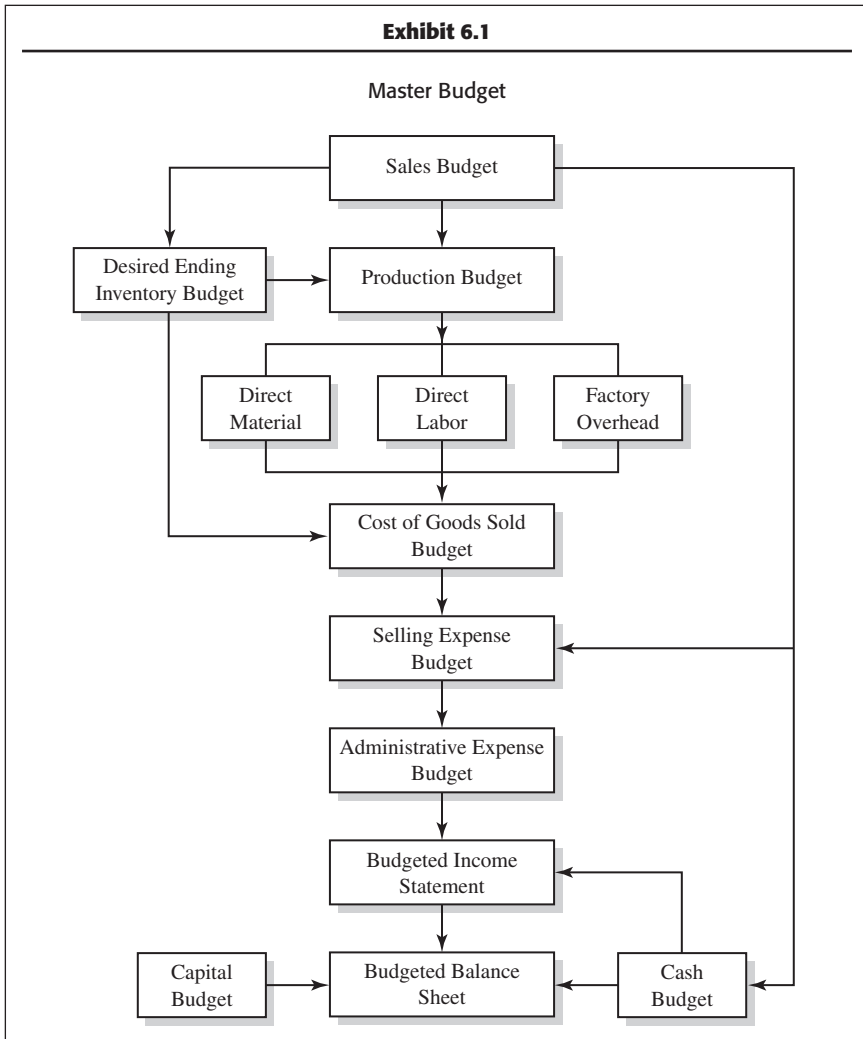 Exhibit 6.1
Master Budget
Sales Budget
Desired Ending
Inventory Budget
Production Budget
Direct
Material
Direct
Labor
Factory
Overhead
Cost of Goods Sold
Budget
Selling Expense
Budget
Administrative Expense
Budget
Budgeted Income
Statement
Capital
Budget
Budgeted Balance
Sheet
Cash
Budget